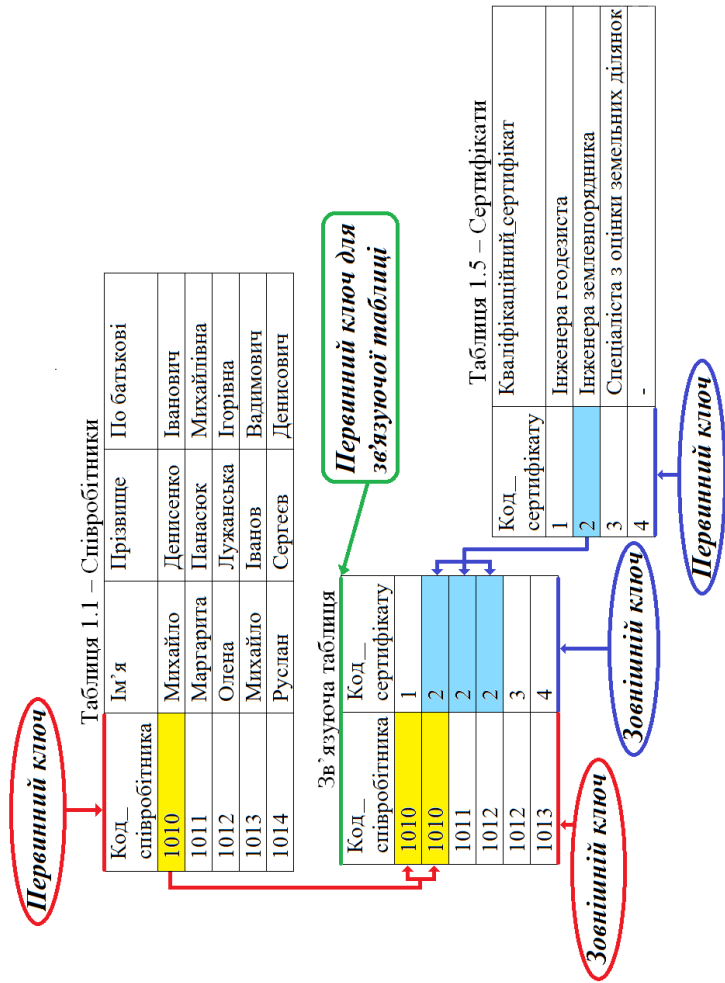 Первинний ключ
Таблиця 1.1 – Співробітники
Код_ співробітника Ім’я Прізвище По батькові
1010 Михайло Денисенко Іванович
1011 Маргарита Панасюк Михайлівна
1012 Олена Лужанська Ігорівна
1013 Михайло Іванов Вадимович
1014 Руслан Сергеєв Денисович
Первинний ключ для
зв’язуючої таблиці
Зв’язуюча таблиця
Код_ співробітника Код_ сертифікату
1010 1
1010 2
1011 2
1012 2
1012 3
1013 4
Зовнішній ключ
Зовнішній ключ
Таблиця 1.5 – Сертифікати
Код_ сертифікату Кваліфікаційний_сертифікат
1 Інженера геодезиста
2 Інженера землевпорядника
3 Спеціаліста з оцінки земельних ділянок
4 -
Первинний ключ